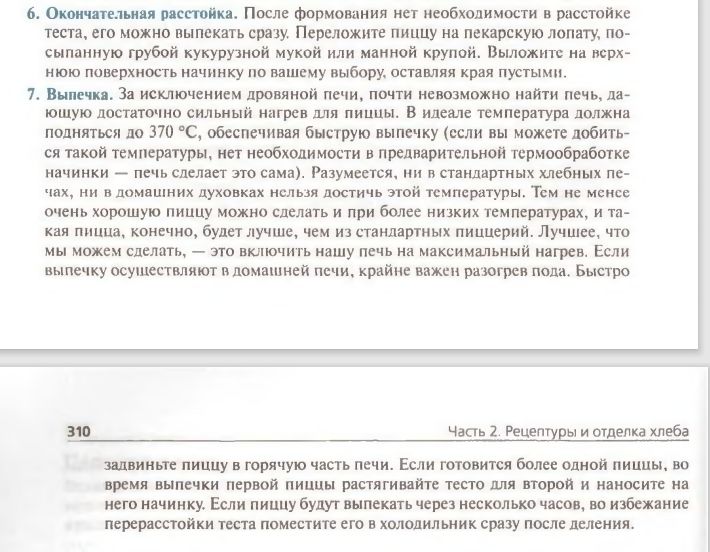 6. Окончательная расстойка. После формования нет необходимости в расстойке
теста, его можно выпекать сразу. Переложите пиццу на пекарскую лопату, по-
сыпанную грубой кукурузной мукой или манной крупой. Выложите на верх-
нюю поверхность начинку по вашему выбору, оставляя края пустыми.
7. Выпечка. За исключением дровяной печи, почти невозможно найти печь, да-
ющую достаточно сильный нагрев для пиццы. В идеале температура должна
подняться до 370 °C, обеспечивая быструю выпечку (если вы можете добить-
ся такой температуры, нет необходимости в предварительной термообработке
начинки — печь сделает это сама). Разумеется, ни в стандартных хлебных пе-
чах, ни в домашних духовках нельзя достичь этой температуры. Тем не менее
очень хорошую пиццу можно сделать и при более низких температурах, и та-
кая пицца, конечно, будет лучше, чем из стандартных пиццерий. Лучшее, что
мы можем сделать, — это включить нашу печь на максимальный нагрев. Если
выпечку осуществляют в домашней печи, крайне важен разогрев пода. Быстро
310 Часть 2. Рецептуры и отделка хлеба
задвиньте пиццу в горячую часть печи. Если готовится более одной пиццы, во
время выпечки первой пиццы растягивайте тесто для второй и наносите на
него начинку. Если пиццу будут выпекать через несколько часов, во избежание
перерасстойки теста поместите его в холодильник сразу после деления.